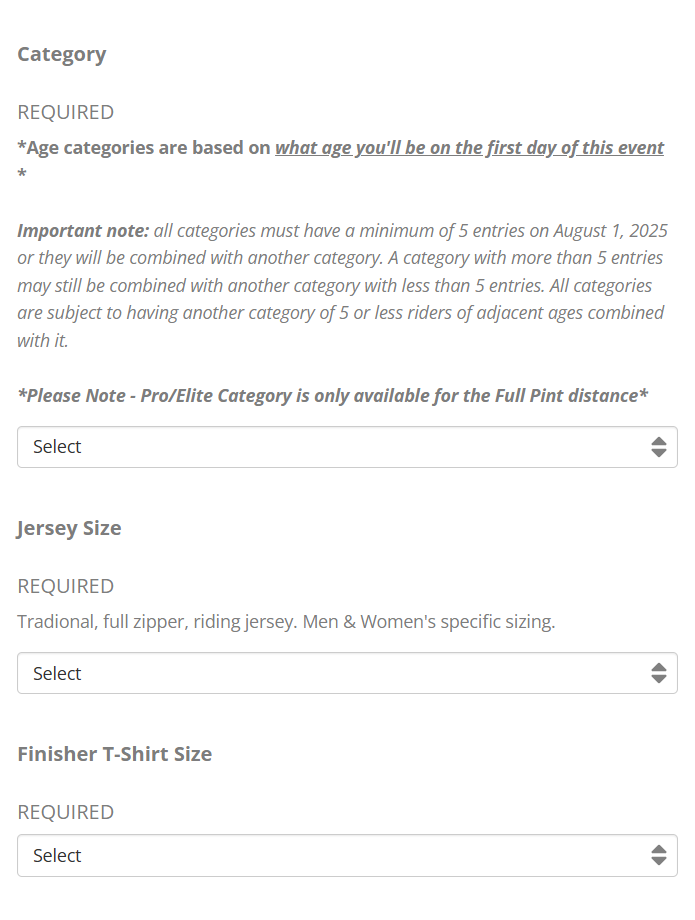 Category
REQUIRED
*Age categories are based on what age you'll be on the first day of this event
*
Important note: all categories must have a minimum of 5 entries on August 1, 2025
or they will be combined with another category. A category with more than 5 entries
may still be combined with another category with less than 5 entries. All categories
are subject to having another category of 5 or less riders of adjacent ages combined
with it.
*Please Note - Pro/Elite Category is only available for the Full Pint distance*
Select
Jersey Size
REQUIRED
Tradional, full zipper, riding jersey. Men & Women's specific sizing.
Select
Finisher T-Shirt Size
REQUIRED
Select